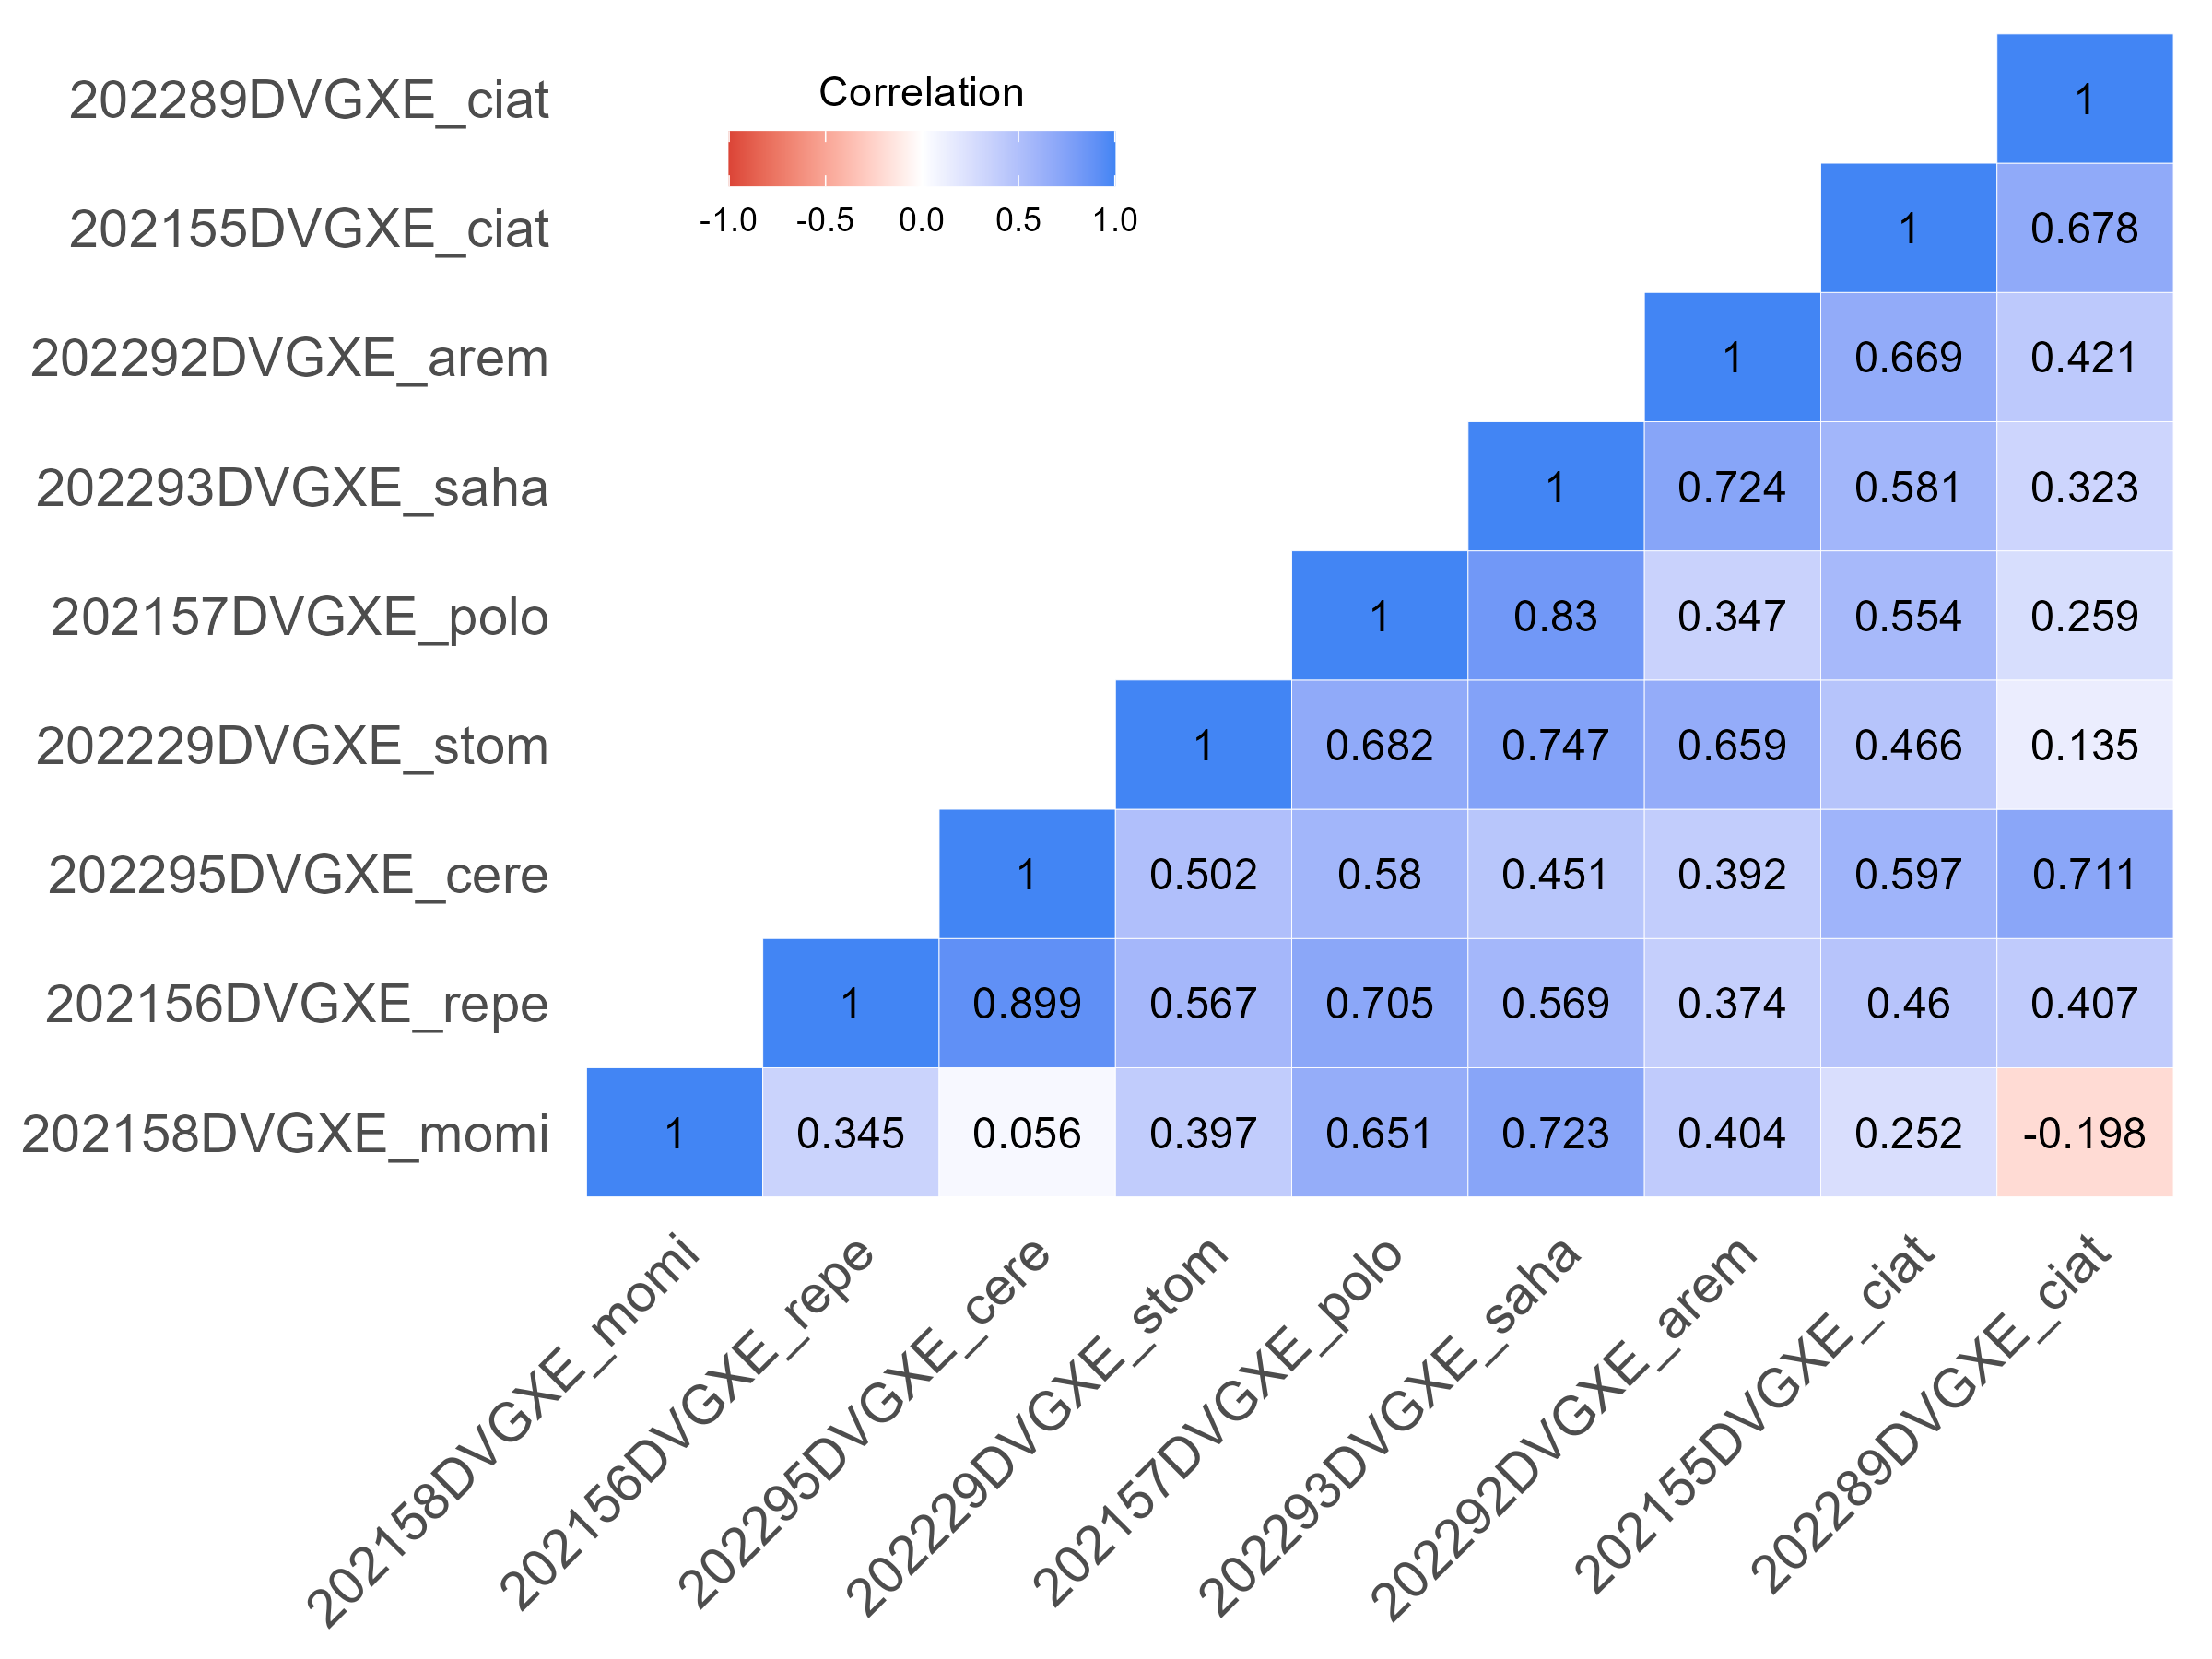 Correlation
-1.0 -0.5 0.0 0.5 1.0
202289DVGXE_ciat 1
202155DVGXE_ciat 1 0.678
202292DVGXE_arem 1 0.669 0.421
202293DVGXE_saha 1 0.724 0.581 0.323
202157DVGXE_polo 1 0.83 0.347 0.554 0.259
202229DVGXE_stom 1 0.682 0.747 0.659 0.466 0.135
202295DVGXE_cere 1 0.502 0.58 0.451 0.392 0.597 0.711
202156DVGXE_repe 1 0.899 0.567 0.705 0.569 0.374 0.46 0.407
202158DVGXE_momi 1 0.345 0.056 0.397 0.651 0.723 0.404 0.252 -0.198
202158DVGXE_momi
202156DVGXE_repe
202295DVGXE_cere
202229DVGXE_stom
202157DVGXE_polo
202293DVGXE_saha
202292DVGXE_arem
202155DVGXE_ciat
202289DVGXE_ciat